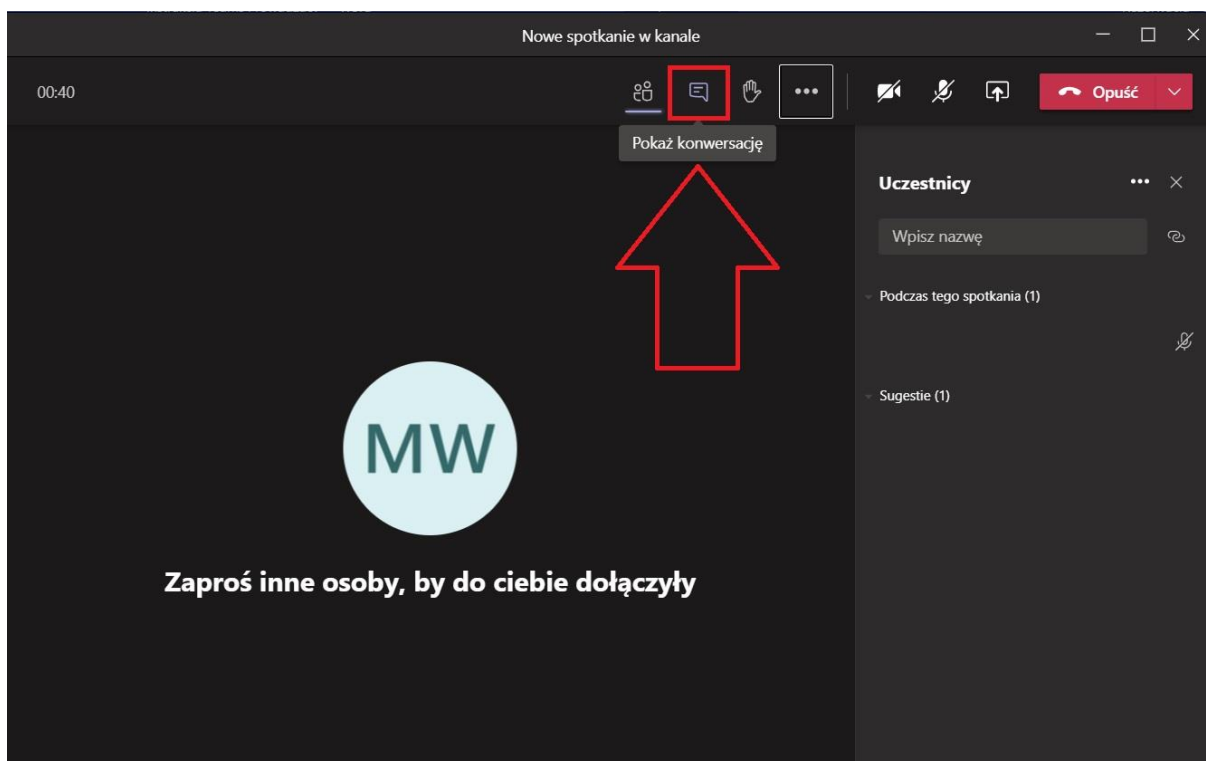 Nowe spotkanie w kanale
00:40
Opuść
Pokaż konwersację
Uczestnicy
Wpisz nazwę
Podczas tego spotkania (1)
Sugestie (1)
MW
Zaproś inne osoby, by do ciebie dołączyły